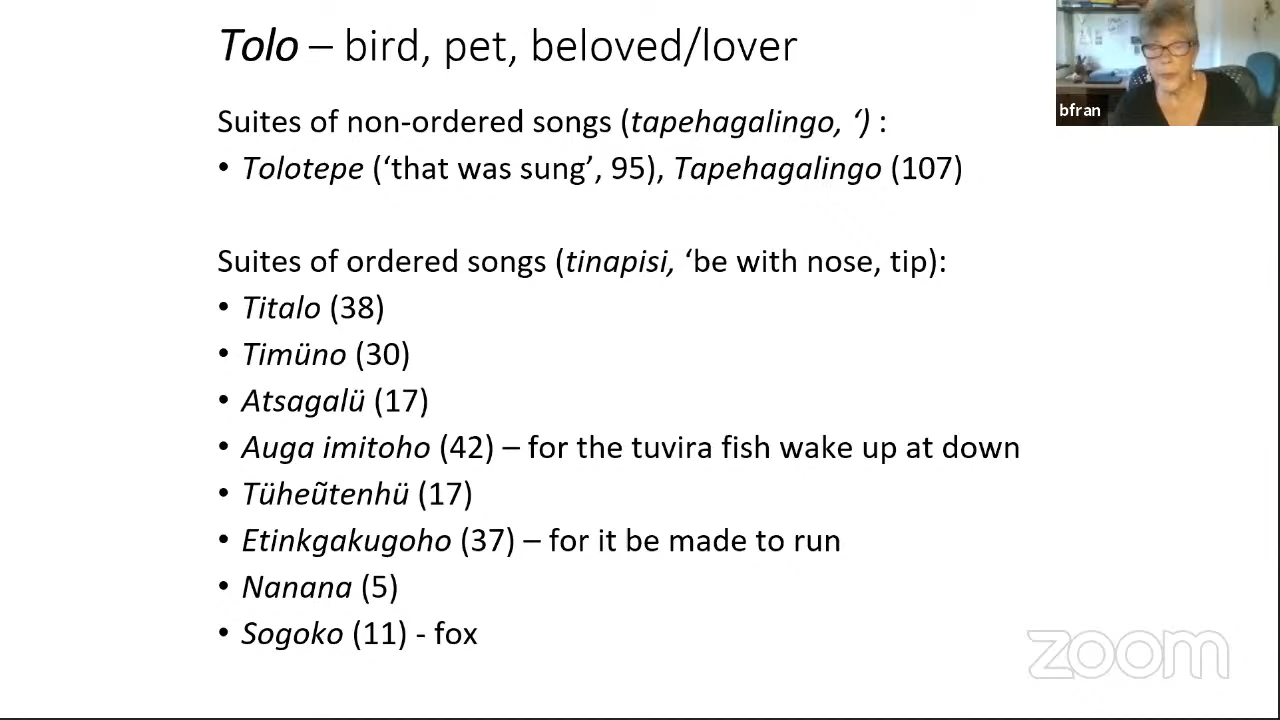 Tolo – bird, pet, beloved/lover
bfran
Suites of non-ordered songs (tapehagalingo, ‘) :
• Tolotepe (‘that was sung’, 95), Tapehagalingo (107)
Suites of ordered songs (tinapisi, ‘be with nose, tip):
• Titalo (38)
• Timüno (30)
• Atsagalü (17)
• Auga imitoho (42) – for the tuvira fish wake up at down
• Tüheũtenhü (17)
• Etinkgakugoho (37) – for it be made to run
• Nanana (5)
• Sogoko (11) - fox
zoom